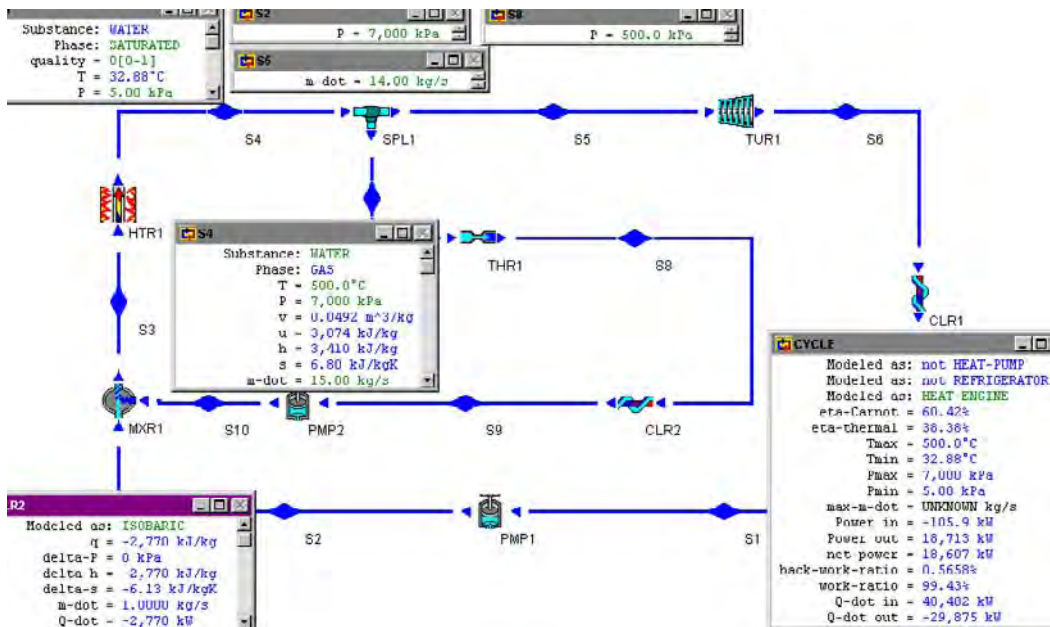 S2
S8
Substance: WATER
Phase: SATURATED
quality - 0[0-1]
T = 32.88°C
P = 5.00 kPa
P - 7,000 kPa
P - 500.0 kPa
m-dot - 14.00 kg/s
S4
SPL1
S5
TUR1
S6
HTR1
S4
Substance: WATER
Phase: GAS
T = 500.0°C
P = 7,000 kPa
v = 0.0492 m^3/kg
u - 3,074 kJ/kg
h - 3,410 kJ/kg
s = 6.80 kJ/kgK
m-dot = 15.00 kg/s
THR1
S8
CLR1
S3
MXR1
S10
PMP2
S9
CLR2
CYCLE
Modeled as: not HEAT-PUMP
Modeled as: not REFRIGERATOR
Modeled as: HEAT ENGINE
eta-Carnot = 60.42%
eta-thermal = 38.38%
Tmax - 500.0°C
Tmin = 32.88°C
Pmax = 7,000 kPa
Pmin = 5.00 kPa
max-m-dot - UNKNOWN kg/s
Power in = -105.9 kW
Power out = 18,713 kW
net power - 18,607 kW
back-work-ratio = 0.5658%
work-ratio = 99.43%
Q-dot in = 40,402 kW
Q-dot out = -29,875 kW
LR2
Modeled as: ISOBARIC
q = -2,770 kJ/kg
delta-P = 0 kPa
delta h - 2,770 kJ/kg
delta-s = -6.13 kJ/kgK
m-dot = 1.0000 kg/s
Q-dot - -2,770 kW
S2
PMP1
S1